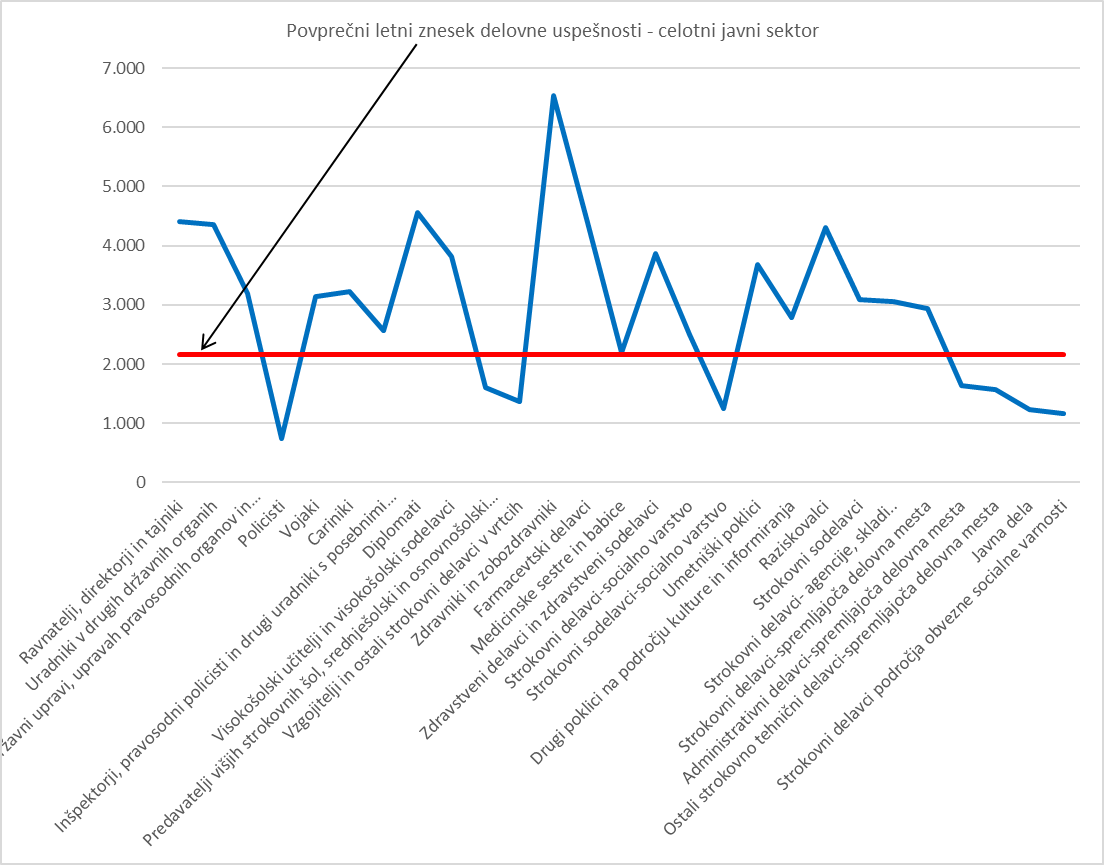 Povprečni letni znesek delovne uspešnosti - celotni javni sektor
7.000
6.000
5.000
4.000
3.000
2.000
1.000
0
Ravnatelji, direktorji in tajniki
Uradniki v drugih državnih organih
upravi, upravah pravosodnih organov in...
Policisti
Vojaki
Cariniki
Inšpektorji, pravosodni policisti in drugi uradniki s posebnimi...
Diplomati
Visokošolski učitelji in visokošolski sodelavci
Predavatelji višjih strokovnih šol, srednješolski in osnovnošolski...
Vzgojitelji in ostali strokovni delavci v vrtcih
Zdravniki in zobozdravniki
Farmacevtski delavci
Medicinske sestre in babice
Zdravstveni delavci in zdravstveni sodelavci
Strokovni delavci-socialno varstvo
Strokovni sodelavci-socialno varstvo
Umetniški poklici
Drugi poklici na področju kulture in informiranja
Raziskovalci
Strokovni sodelavci
Strokovni delavci- agencije, skladi...
Strokovni delavci-spremljajoča delovna mesta
Administrativni delavci-spremljajoča delovna mesta
Ostali strokovno tehnični delavci-spremljajoča delovna mesta
Javna dela
Strokovni delavci področja obvezne socialne varnosti